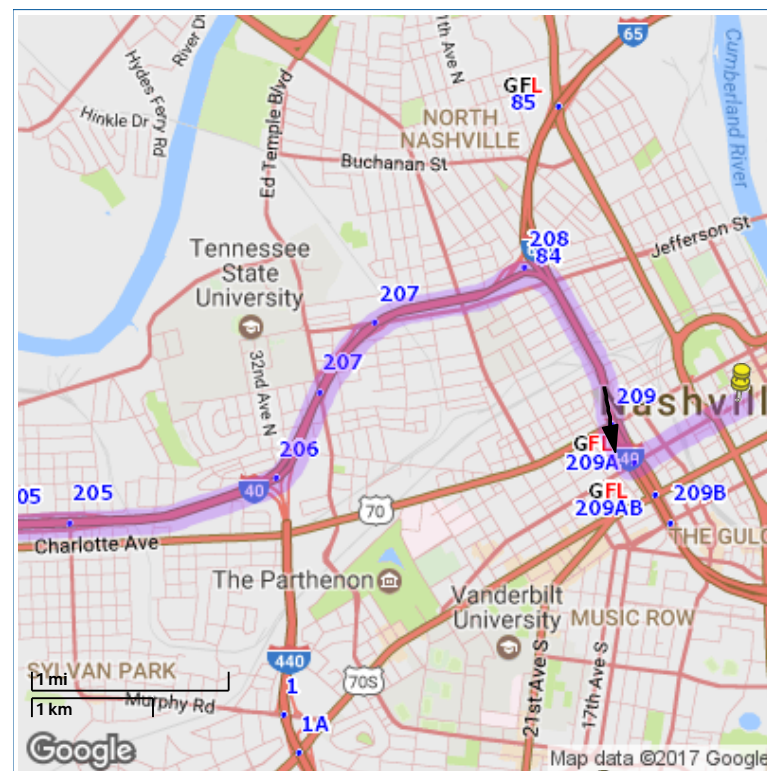 65
River D
1th Ave N
Hydes Ferry Rd
Ed Temple Blvd
Cumberland River
GFL
85
Hinkle Dr
NORTH
NASHVILLE
Buchanan St
Jefferson St
208
84
Tennessee
State
University
207
32nd Ave N
207
209
Nashvill
206
GFL
209A
40
40
GFL
209AB
209B
05
205
70
Charlotte Ave
THE GULC
The Parthenon
Vanderbilt
University
MUSIC ROW
SYLVAN PARK
440
70S
1 mi
1
21st Ave S
17th Ave S
Murphy Rd
1 km
1A
Google
Map data ©2017 Google